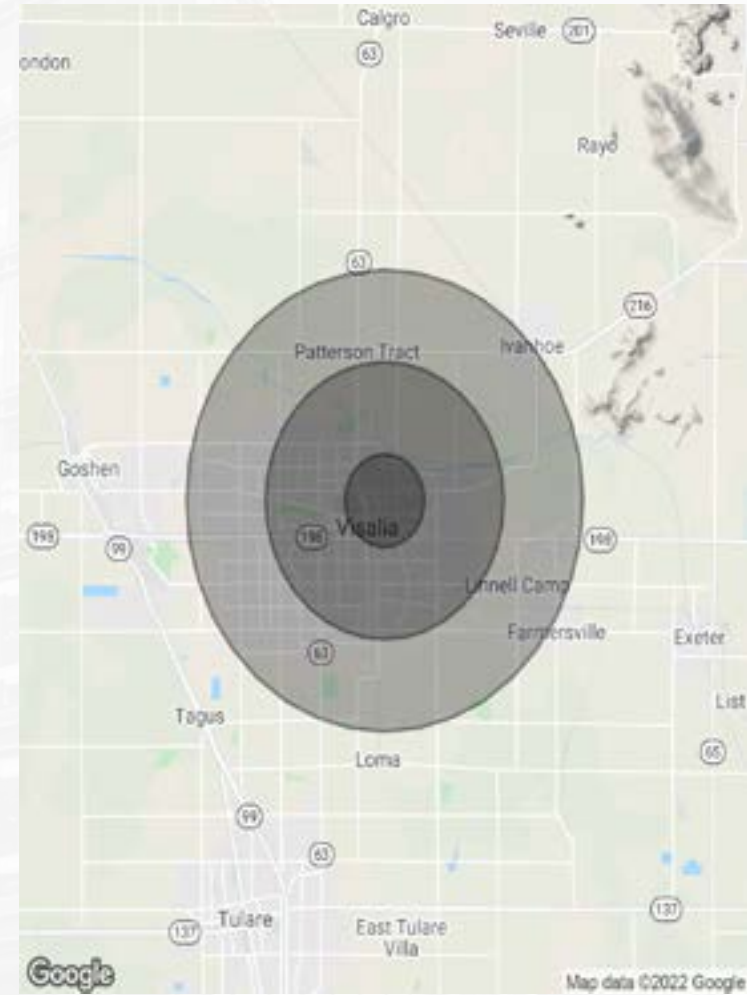 Calgro
Seville
201
ondon
63
Rayo
63
216
Patterson Tract
Ivanhoe
Goshen
Visalia
198
198
99
198
Linnell Camp
Farmersville
Exeter
63
List
Tagus
65
Loma
99
63
137
Tulare
East Tulare
Villa
137
Google
Map data ©2022 Google